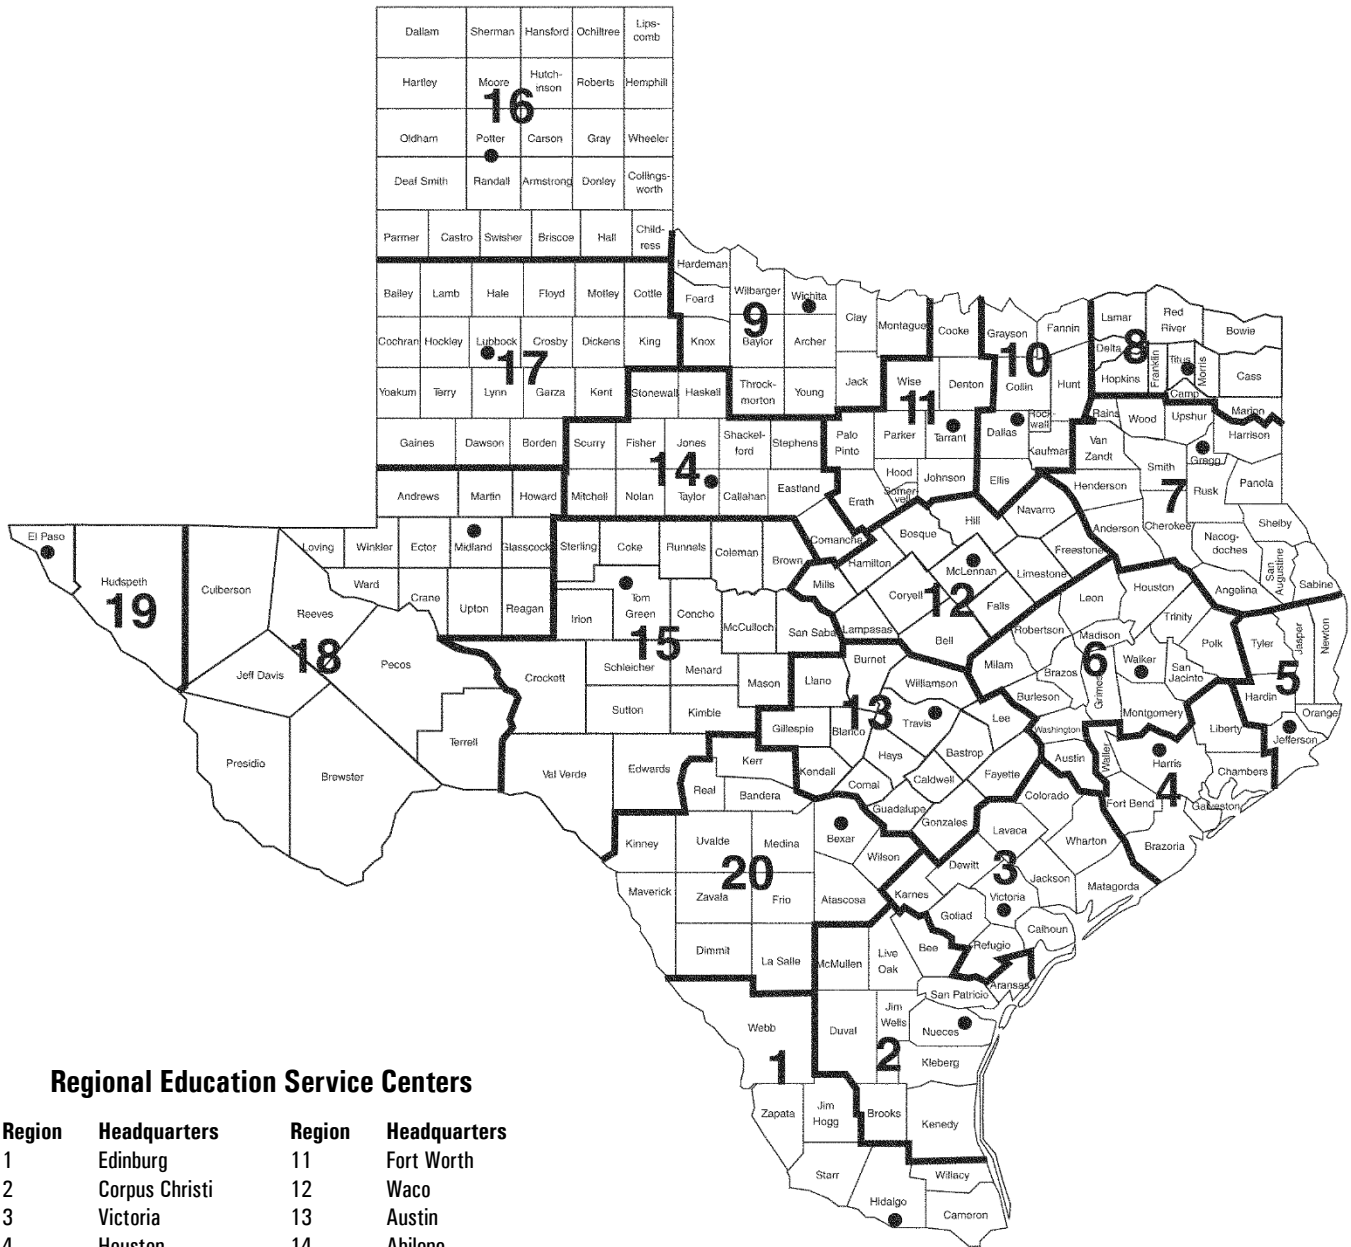 Dallam Sherman Hansford Ochiltree Lips-
comb
Hartley Moore Hutch-
inson Roberts Hemphill
16
Oldham Potter Carson Gray Wheeler
Deaf Smith Randall Armstrong Donley Collings-
worth
Parmer Castro Swisher Briscoe Hall Child-
ress
Hardeman
Bailey Lamb Hale Floyd Motley Cottle Foard Wilbarger Wichita Clay Montague Cooke Grayson Fannin Lamar Red
River Bowie
9 10 8
Cochran Hockley Lubbock Crosby Dickens King Knox Baylor Archer Delta Franklin Titus Morris Cass
17
Yoakum Terry Lynn Garza Kent Stonewall Haskell Throck-
morton Young Jack Wise Denton Collin Hunt Hopkins Camp
11
Gaines Dawson Borden Scurry Fisher Jones Shackel-
ford Stephens Palo
Pinto Parker Tarrant Dallas Rock-
wall Kaufman Rains Wood Upshur Marion Harrison
Van
Zandt Gregg
14
Andrews Martin Howard Mitchell Nolan Taylor Callahan Eastland Erath Hood Somer-
vell Johnson Ellis Henderson Smith Rusk Panola
7
El Paso Loving Winkler Ector Midland Glasscock Sterling Coke Runnels Coleman Brown Comanche Bosque Hill Navarro Anderson Cherokee Nacog-
doches Shelby
Hudspeth Culberson Ward Crane Upton Reagan Mills Hamilton McLennan Limestone Freestone San
Augustine Sabine
19
Reeves Irion Tom
Green Concho McCulloch San Saba Lampasas Coryell Falls Leon Houston Angelina
12
18 15
Jeff Davis Pecos Crockett Schleicher Menard Mason Llano Burnet Bell Milam Robertson Madison Trinity Polk Tyler Jasper Newton
6 5
Brazos Grimes Walker San
Jacinto Hardin
Sutton Kimble Gillespie Blanco Williamson Travis Lee Burleson Washington Montgomery Liberty Orange Jefferson
13
Presidio Brewster Terrell Val Verde Edwards Kerr Kendall Hays Bastrop Austin Waller Harris Chambers
4
Real Bandera Comal Caldwell Fayette Colorado Fort Bend Galveston
Guadalupe Gonzales Lavaca Wharton Brazoria
Kinney Uvalde Medina Bexar Wilson Dewitt Jackson Matagorda
20 3
Maverick Zavala Frio Atascosa Karnes Goliad Victoria Calhoun
Dimmit La Salle McMullen Live
Oak Bee Refugio Aransas
San Patricio
Webb Duval Jim
Wells Nueces
1 2
Kleberg
Zapata Jim
Hogg Brooks Kenedy
Starr Hidalgo Willacy
Cameron
Regional Education Service Centers
Region Headquarters Region Headquarters
1 Edinburg 11 Fort Worth
2 Corpus Christi 12 Waco
3 Victoria 13 Austin
4 Houston 14 Abilene